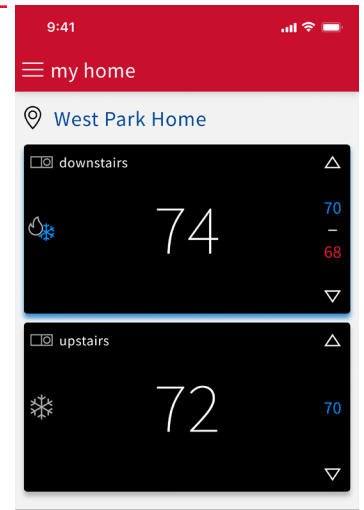 9:41
my home
West Park Home
downstairs
74
70
–
68
upstairs
72
70